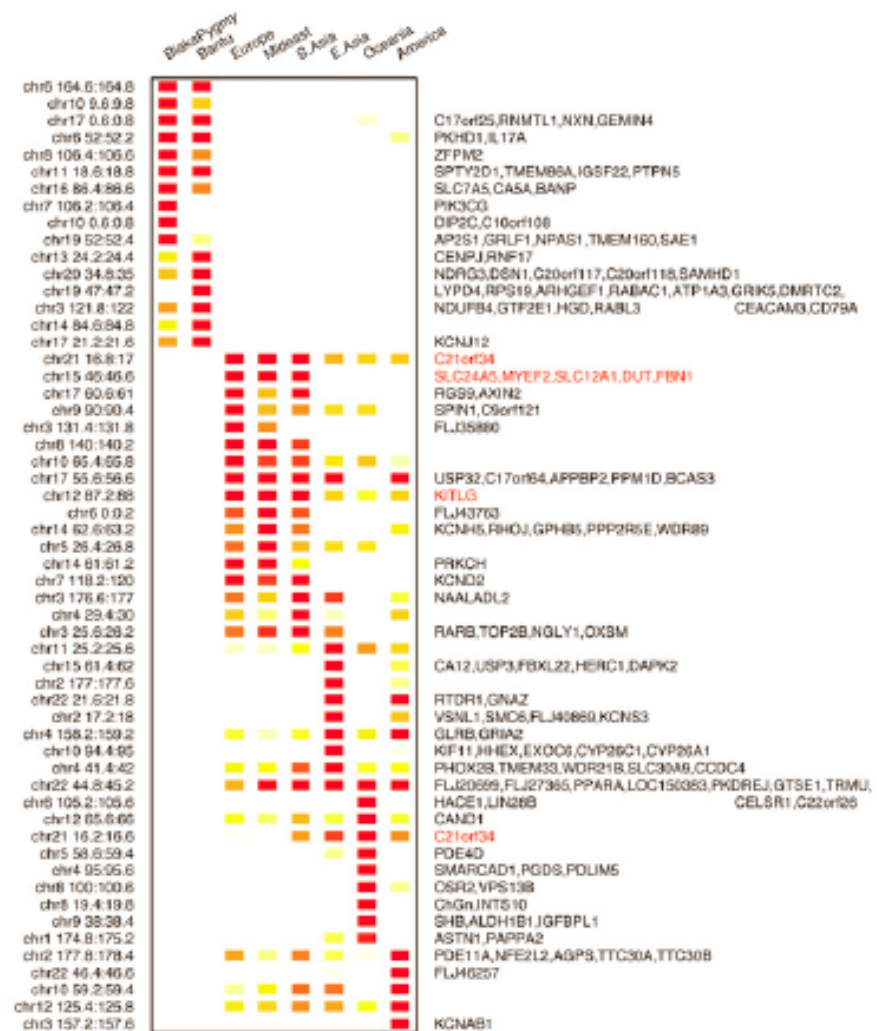 BiakaPygmy Bantu Europe Mideast S.Asia E.Asia Oceania America
chr6 164.6:164.8
chr10 9.6:9.8
chr17 0.6:0.8 C17orf25,RNMTL1,NXN,GEMIN4
chr6 52:52.2 PKHD1,IL17A
chr8 106.4:106.6 ZFPM2
chr11 18.6:18.8 SPTY2D1,TMEM86A,IGSF22,PTPN5
chr16 86.4:86.6 SLC7A5,CA5A,BANP
chr7 106.2:106.4 PIK3CG
chr10 0.6:0.8 DIP2C,C10orf108
chr19 52:52.4 AP2S1,GRLF1,NPAS1,TMEM160,SAE1
chr13 24.2:24.4 CENPJ,RNF17
chr20 34.8:35 NDRG3,DSN1,C20orf117,C20orf118,SAMHD1
chr19 47:47.2 LYPD4,RPS19,ARHGEF1,RABAC1,ATP1A3,GRIK5,DMRTC2,
chr3 121.8:122 NDUFB4,GTF2E1,HGD,RABL3 CEACAM3,CD79A
chr14 84.6:84.8
chr17 21.2:21.6 KCNJ12
chr21 16.8:17 C21orf34
chr15 46:46.6 SLC24A5,MYEF2,SLC12A1,DUT,FBN1
chr17 60.6:61 RGS9,AXIN2
chr9 90:90.4 SPIN1,C9orf121
chr3 131.4:131.8 FLJ35880
chr8 140:140.2
chr10 65.4:65.8
chr17 55.6:56.6 USP32,C17orf64,APPBP2,PPM1D,BCAS3
chr12 87.2:88 KITLG
chr6 0:0.2 FLJ43763
chr14 62.6:63.2 KCNH5,RHOJ,GPHB5,PPP2R5E,WDR89
chr5 26.4:26.8
chr14 61:61.2 PRKCH
chr7 118.2:120 KCND2
chr3 176.6:177 NAALADL2
chr4 29.4:30
chr3 25.6:26.2 RARB,TOP2B,NGLY1,OXSM
chr11 25.2:25.6
chr15 61.4:62 CA12,USP3,FBXL22,HERC1,DAPK2
chr2 177:177.6
chr22 21.6:21.8 RTDR1,GNAZ
chr2 17.2:18 VSNL1,SMC6,FLJ40869,KCNS3
chr4 158.2:159.2 GLRB,GRIA2
chr10 94.4:95 KIF11,HHEX,EXOC6,CYP26C1,CYP26A1
chr4 41.4:42 PHOX2B,TMEM33,WDR21B,SLC30A9,CCDC4
chr22 44.8:45.2 FLJ20699,FLJ27365,PPARA,LOC150383,PKDREJ,GTSE1,TRMU,
chr6 105.2:105.6 HACE1,LIN28B CELSR1,C22orf26
chr12 65.6:66 CAND1
chr21 16.2:16.6 C21orf34
chr5 58.6:59.4 PDE4D
chr4 95:95.6 SMARCAD1,PGDS,PDLIM5
chr8 100:100.6 OSR2,VPS13B
chr8 19.4:19.8 ChGn,INTS10
chr9 38:38.4 SHB,ALDH1B1,IGFBPL1
chr1 174.8:175.2 ASTN1,PAPPA2
chr2 177.8:178.4 PDE11A,NFE2L2,AGPS,TTC30A,TTC30B
chr22 46.4:46.6 FLJ46257
chr10 59.2:59.4
chr12 125.4:125.8
chr3 157.2:157.6 KCNAB1